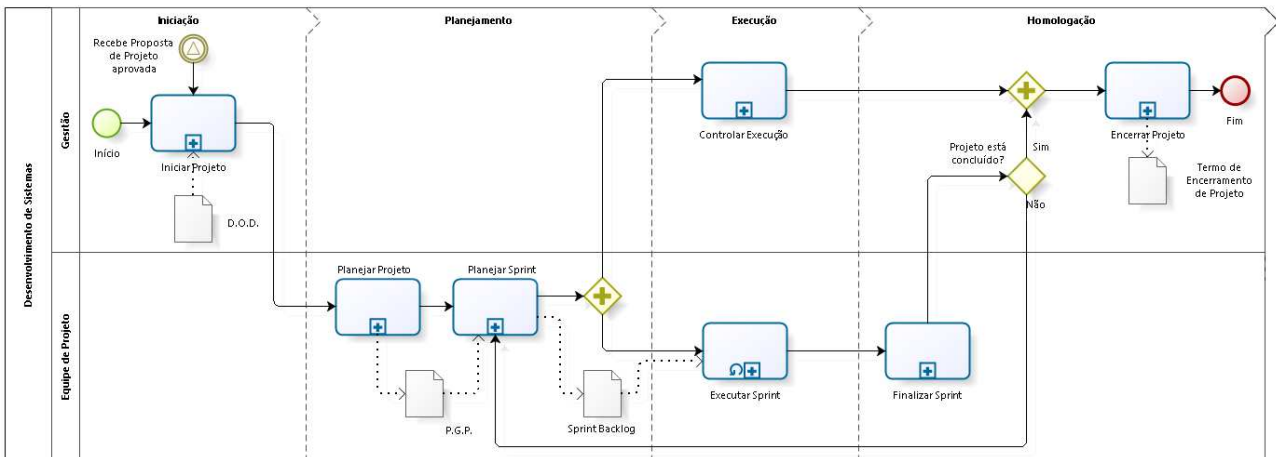 Iniciação
Planejamento
Execução
Homologação
Desenvolvimento de Sistemas
Gestão
Recebe Proposta
de Projeto
aprovada
Início
Iniciar Projeto
D.O.D.
Controlar Execução
Projeto está
concluído?
Sim
Não
Encerrar Projeto
Fim
Termo de
Encerramento
de Projeto
Equipe de Projeto
Planejar Projeto
Planejar Sprint
P.G.P.
Sprint Backlog
Executar Sprint
Finalizar Sprint